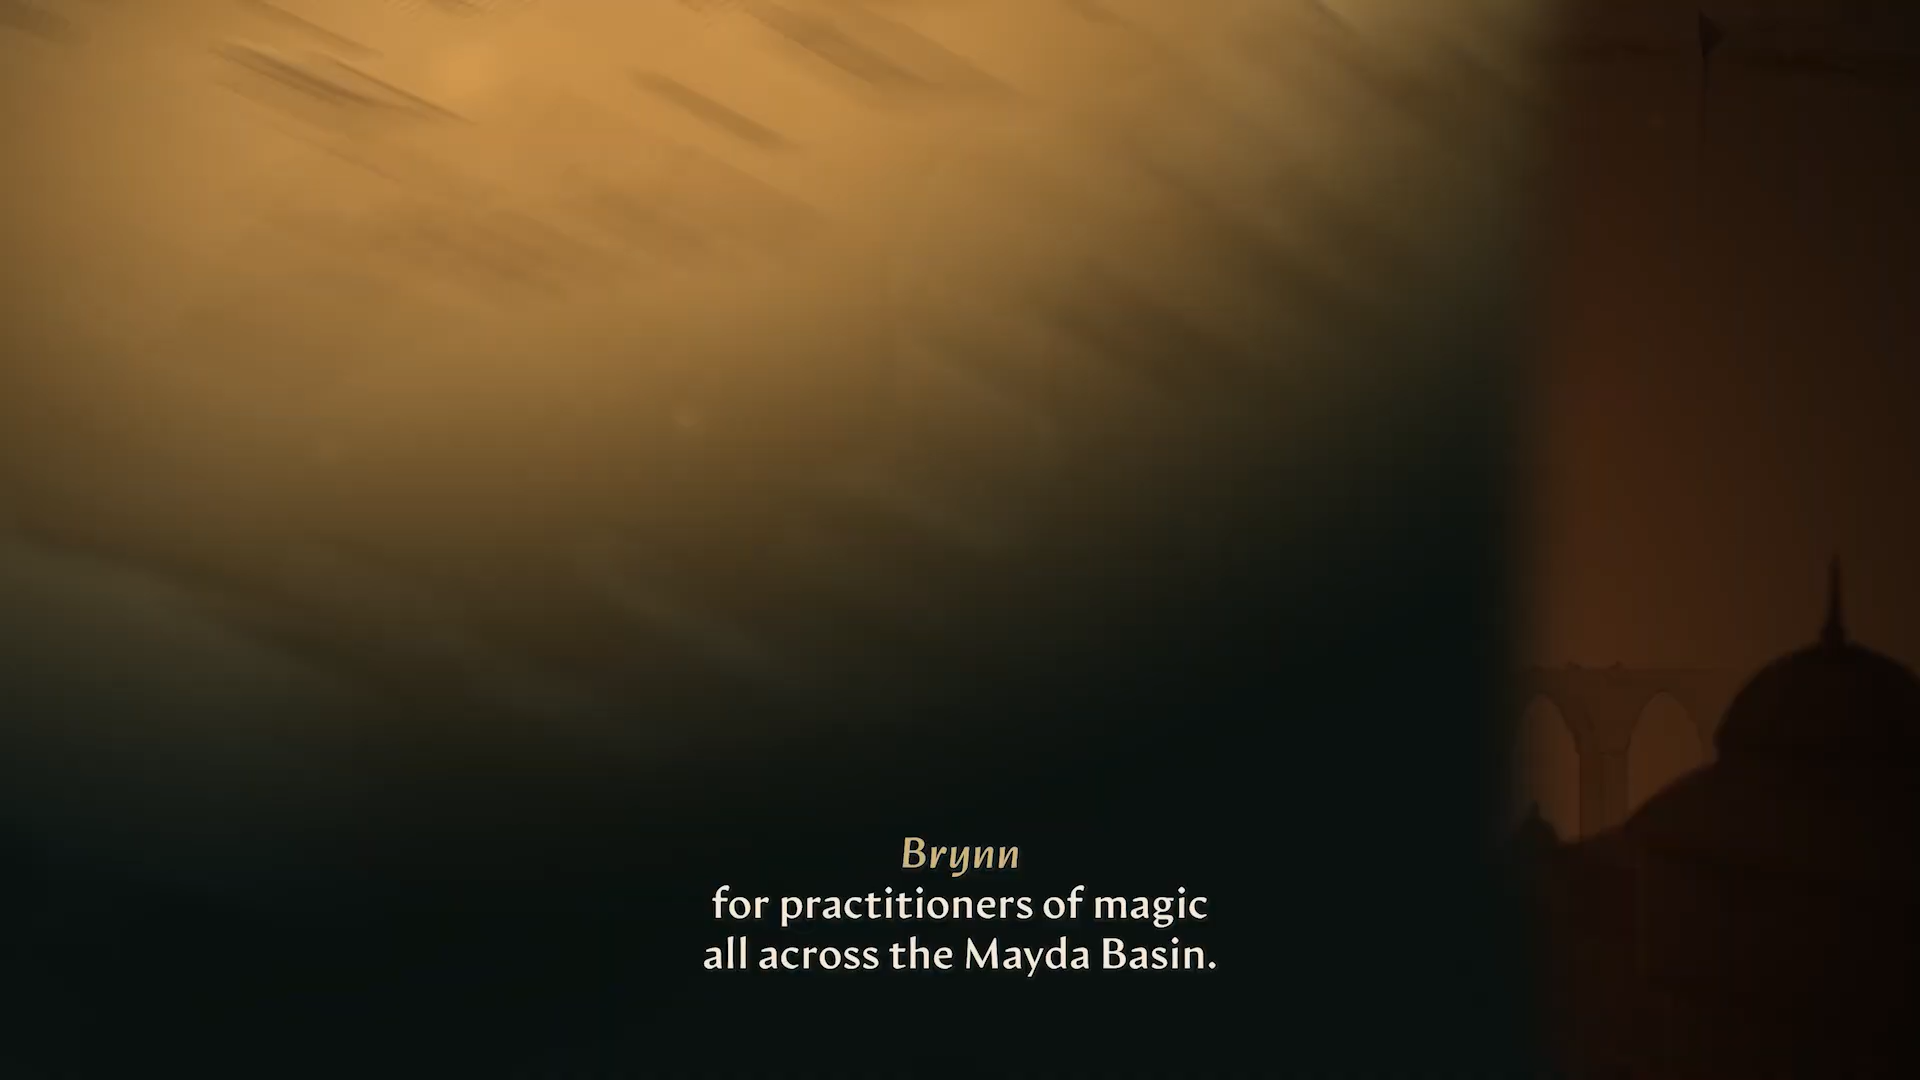 Brynn
for practitioners of magic
all across the Mayda Basin.